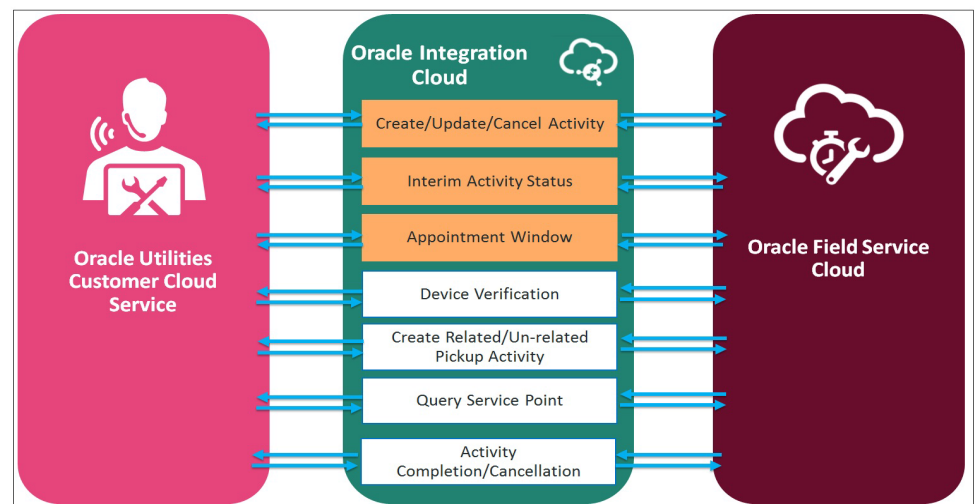 Oracle Utilities
Customer Cloud
Service
Oracle Integration
Cloud
Create/Update/Cancel Activity
Interim Activity Status
Appointment Window
Device Verification
Create Related/Un-related
Pickup Activity
Query Service Point
Activity
Completion/Cancellation
Oracle Field Service
Cloud